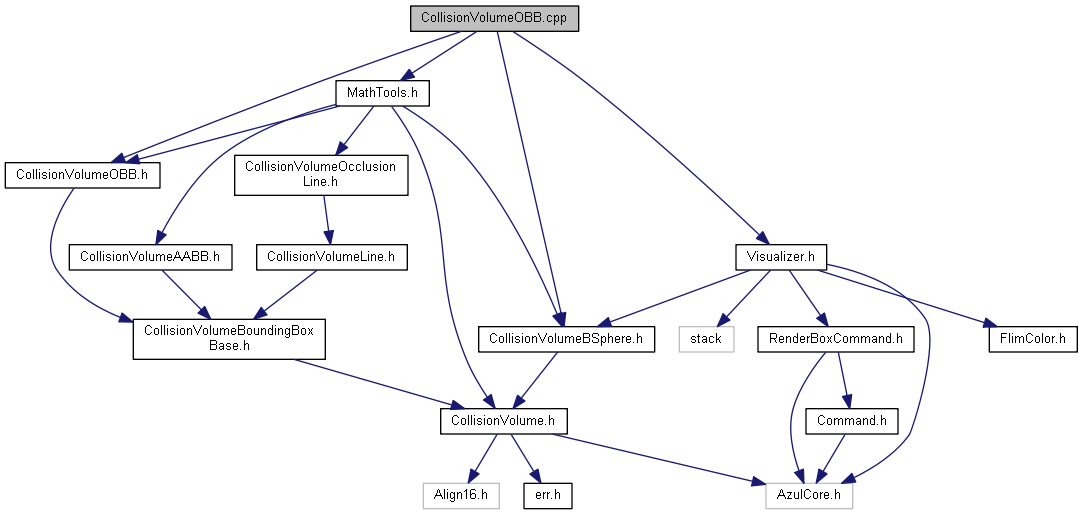 CollisionVolumeOBB.cpp
MathTools.h
CollisionVolumeOBB.h
CollisionVolumeOcclusion
Line.h
CollisionVolumeAABB.h
CollisionVolumeLine.h
Visualizer.h
CollisionVolumeBoundingBox
Base.h
CollisionVolumeBSphere.h
stack
RenderBoxCommand.h
FlimColor.h
CollisionVolume.h
Command.h
Align16.h
err.h
AzulCore.h